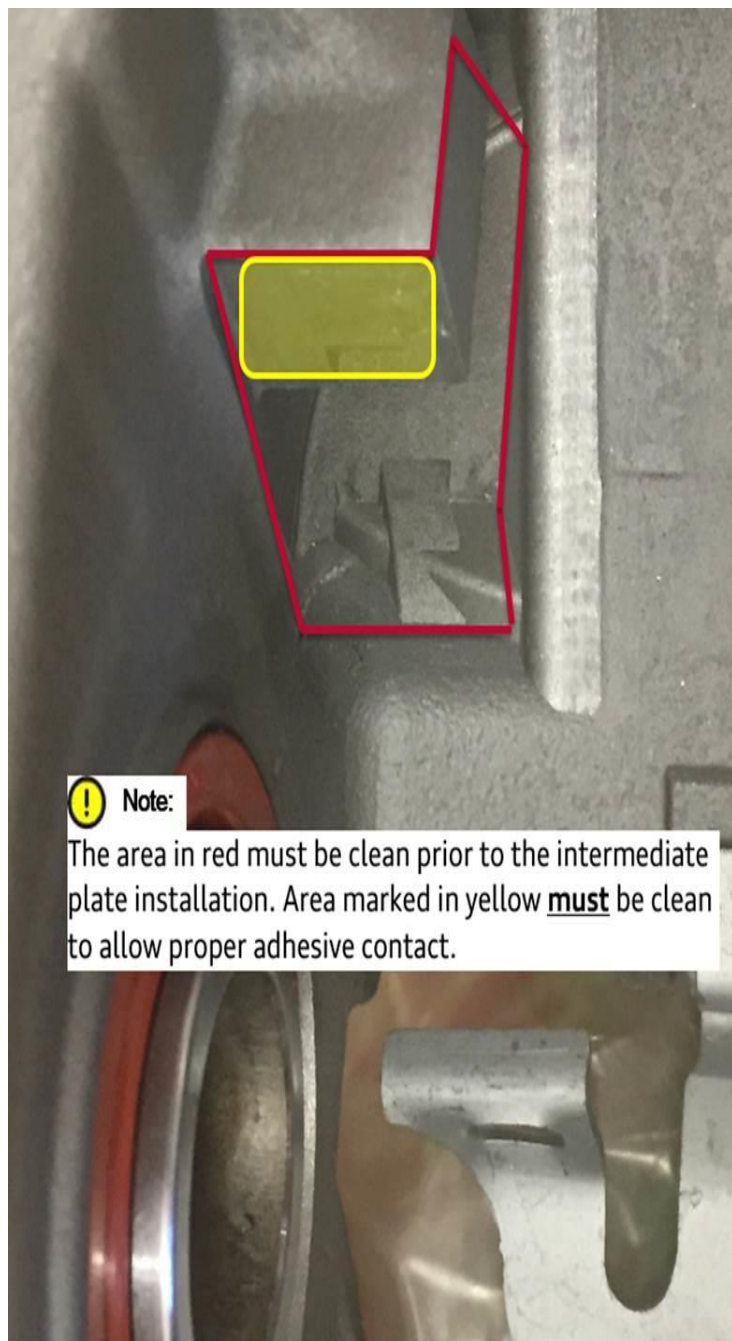 ! Note:
The area in red must be clean prior to the intermediate
plate installation. Area marked in yellow must be clean
to allow proper adhesive contact.